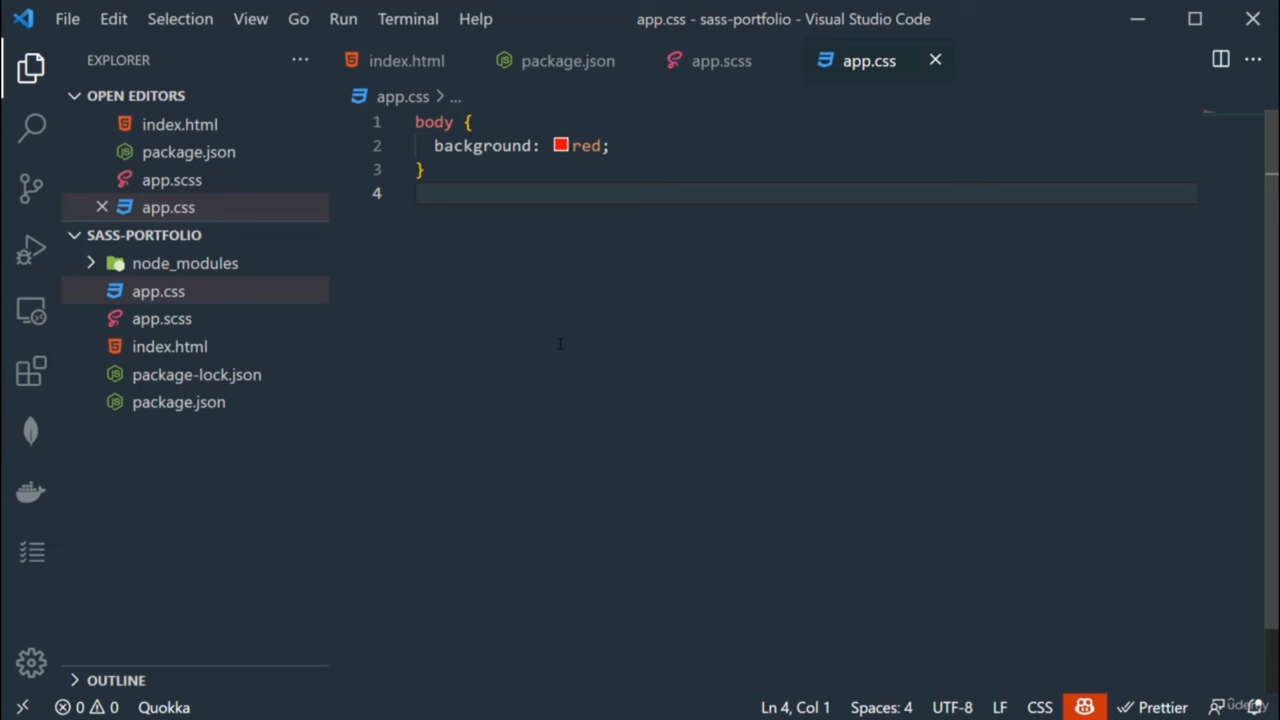 File Edit Selection View Go Run Terminal Help app.css - sass-portfolio - Visual Studio Code
EXPLORER
OPEN EDITORS
index.html
package.json
app.scss
app.css
SASS-PORTFOLIO
node_modules
app.css
app.scss
index.html
package-lock.json
package.json
OUTLINE
index.html package.json app.scss app.css
app.css > ...
1 body {
2 background: red;
3 }
4
0 0 Quokka Ln 4, Col 1 Spaces: 4 UTF-8 LF CSS Prettier
udemy